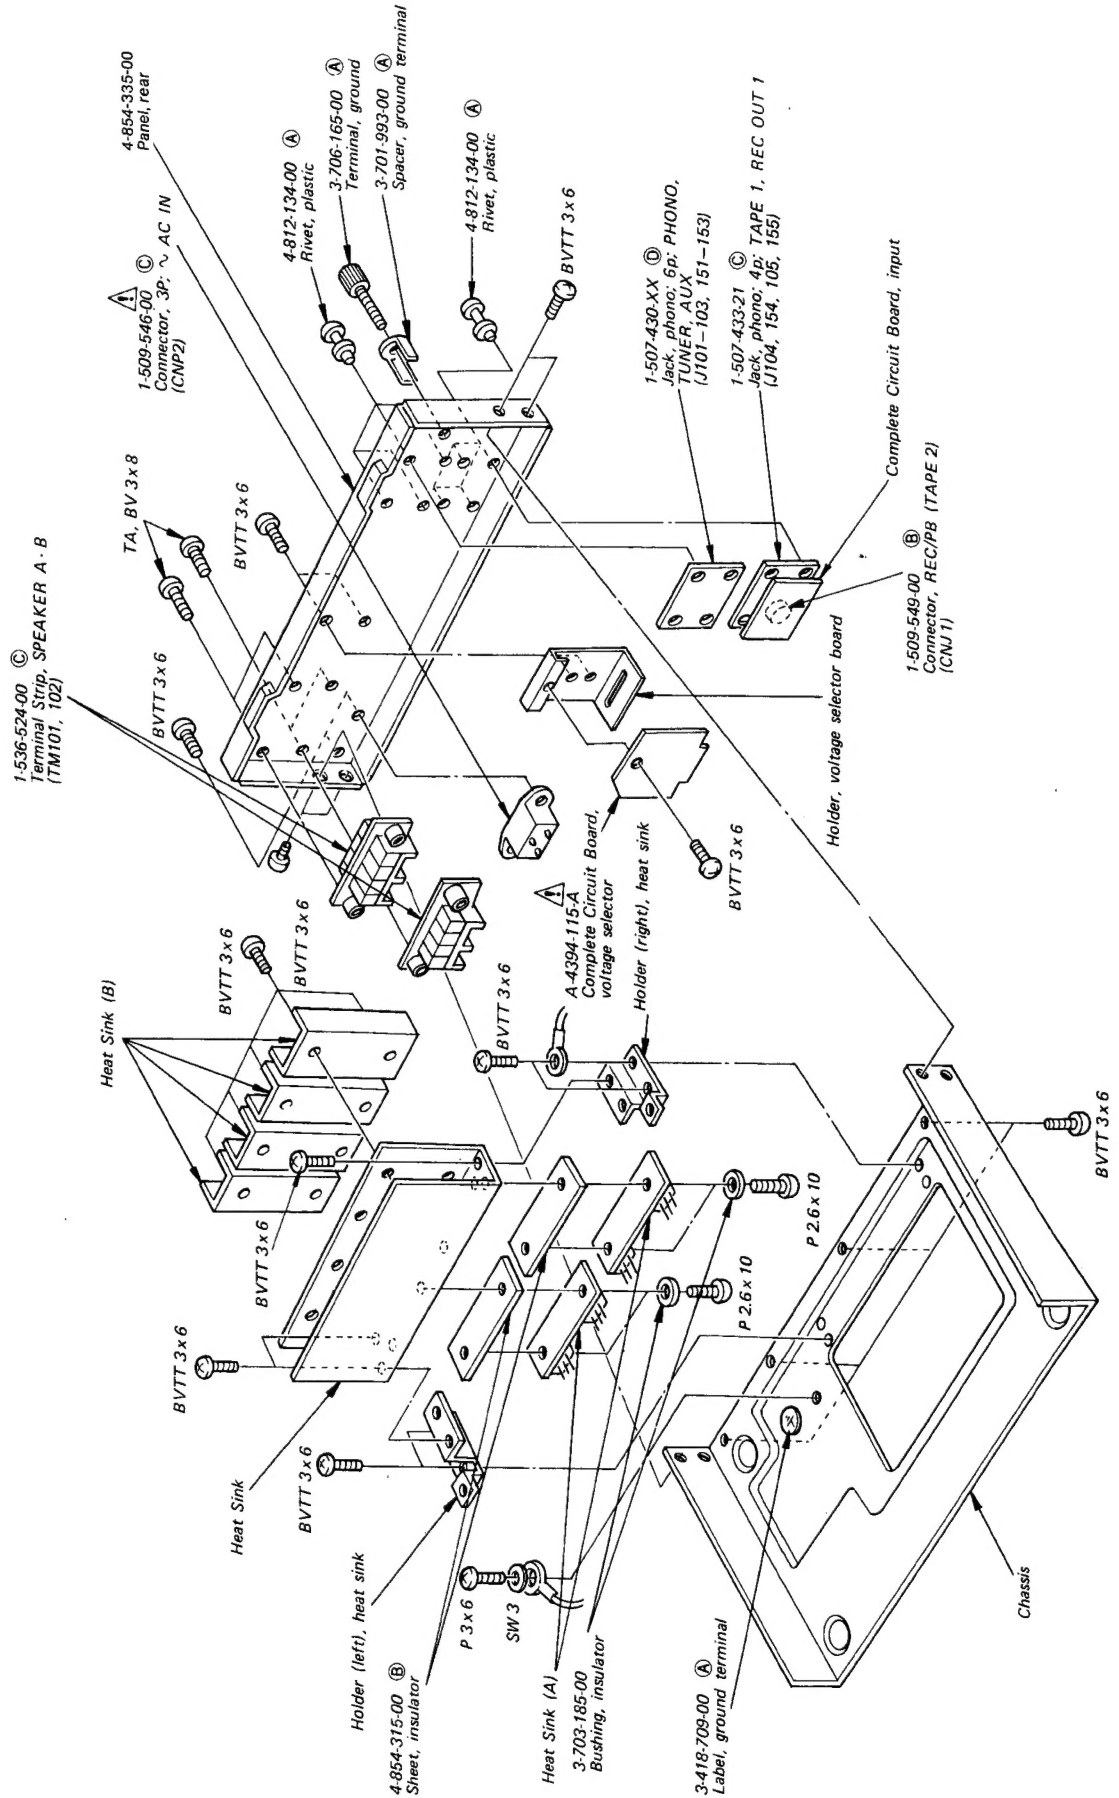 1-536-524-00 Ⓒ
Terminal Strip, SPEAKER A · B
(TM101, 102)
TA, BV 3 x 8
1-509-546-00 Ⓒ
Connector, 3P; ∿ AC IN
(CNP2)
4-854-335-00
Panel, rear
4-812-134-00 Ⓐ
Rivet, plastic
3-706-165-00 Ⓐ
Terminal, ground
3-701-993-00 Ⓐ
Spacer, ground terminal
4-812-134-00 Ⓐ
Rivet, plastic
BVTT 3 x 6
BVTT 3 x 6
BVTT 3 x 6
1-507-430-XX Ⓓ
Jack, phono; 6p; PHONO,
TUNER, AUX
(J101–103, 151–153)
1-507-433-21 Ⓒ
Jack, phono; 4p; TAPE 1, REC OUT 1
(J104, 154, 105, 155)
Complete Circuit Board, input
1-509-549-00 Ⓑ
Connector, REC/PB (TAPE 2)
(CNJ 1)
Holder, voltage selector board
BVTT 3 x 6
A-4394-115-A
Complete Circuit Board,
voltage selector
Holder (right), heat sink
BVTT 3 x 6
Heat Sink (B)
BVTT 3 x 6
BVTT 3 x 6
BVTT 3 x 6
BVTT 3 x 6
Heat Sink
BVTT 3 x 6
Holder (left), heat sink
4-854-315-00 Ⓑ
Sheet, insulator
P 3 x 6
SW 3
Heat Sink (A)
3-703-185-00
Bushing, insulator
P 2.6 x 10
P 2.6 x 10
3-418-709-00 Ⓐ
Label, ground terminal
Chassis
BVTT 3 x 6